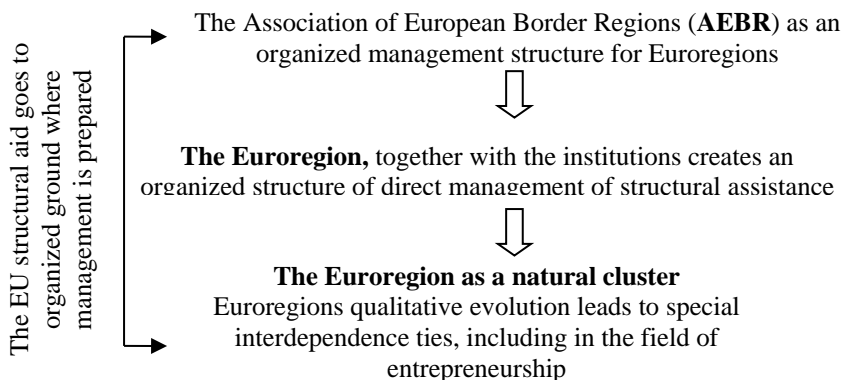 The EU structural aid goes to
organized ground where
management is prepared
The Association of European Border Regions (AEBR) as an
organized management structure for Euroregions
The Euroregion, together with the institutions creates an
organized structure of direct management of structural assistance
The Euroregion as a natural cluster
Euroregions qualitative evolution leads to special
interdependence ties, including in the field of
entrepreneurship